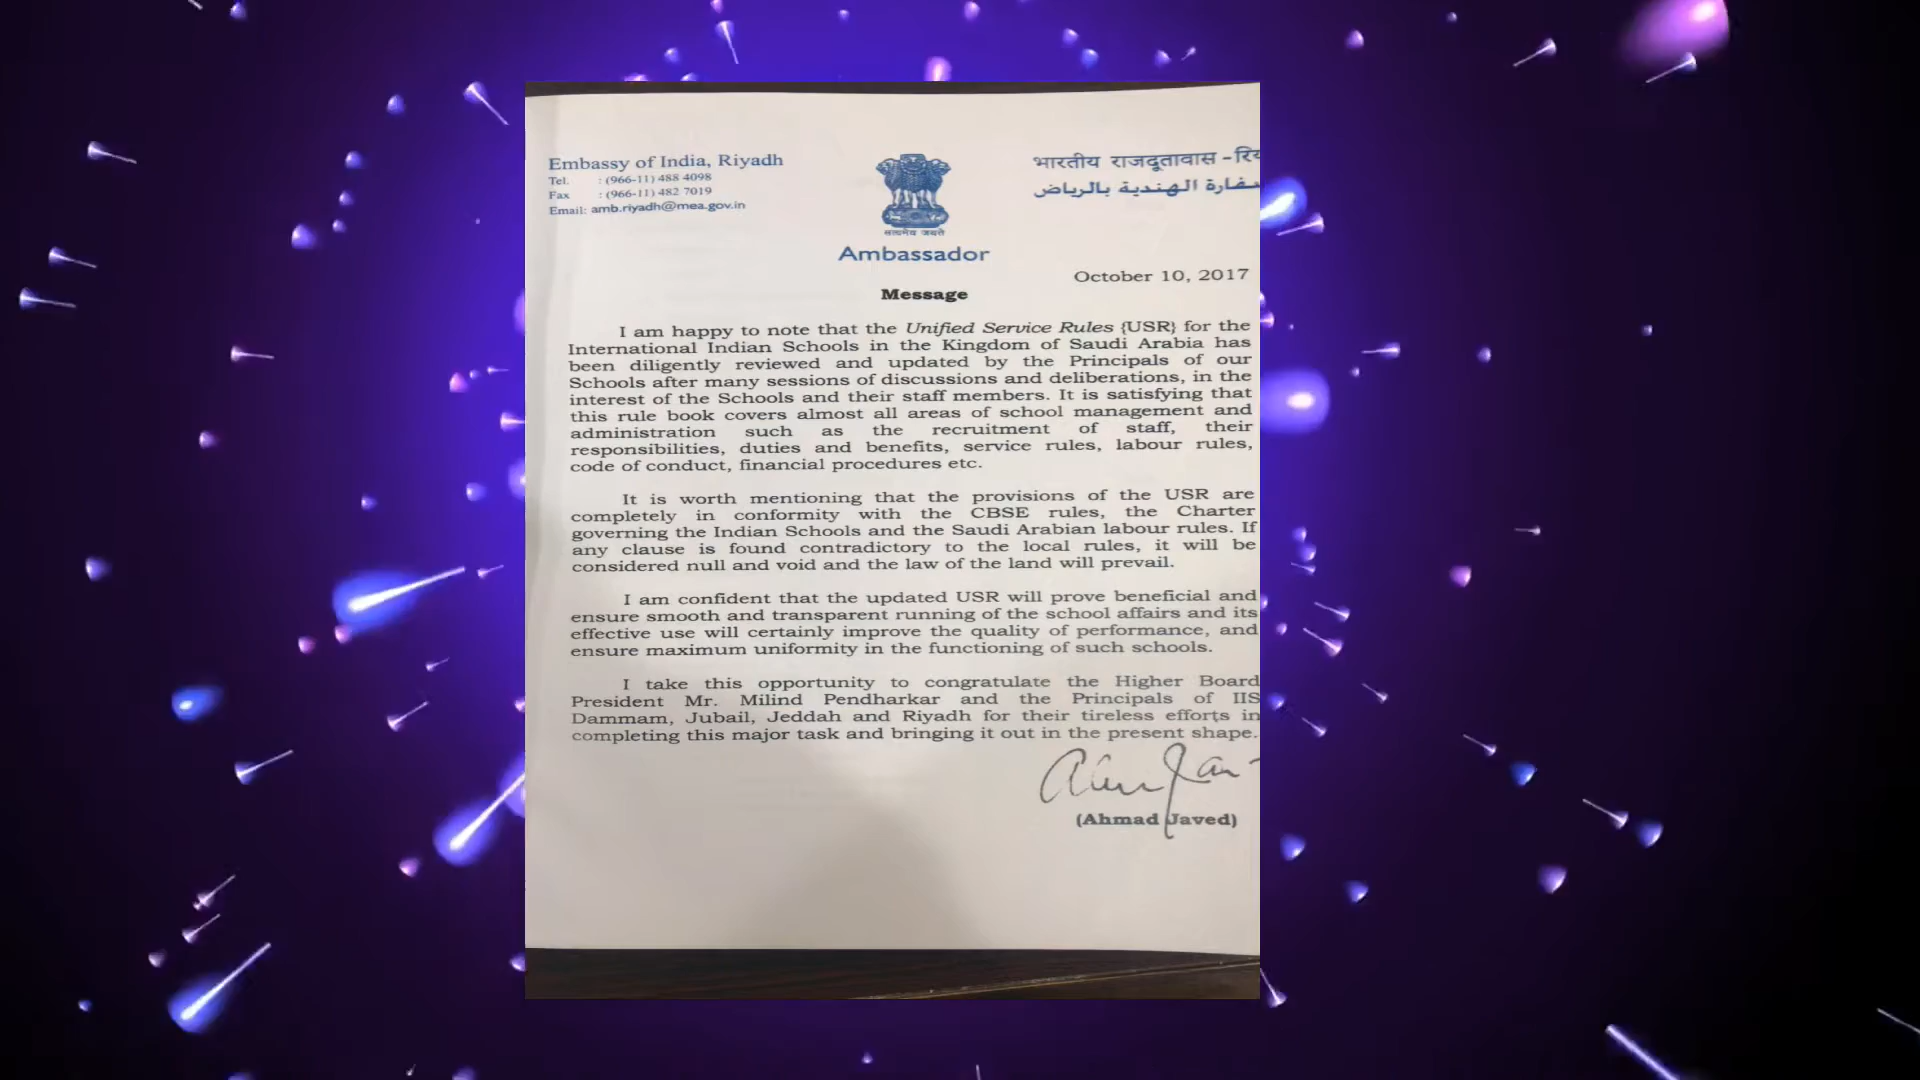 Embassy of India, Riyadh
Tel. : (966-11) 488 4098
Fax : (966-11) 482 7019
Email: amb.riyadh@mea.gov.in
भारतीय राजदूतावास -
الهندية بالرياض
सत्यमेव जयते
Ambassador
October 10, 2017
Message
I am happy to note that the Unified Service Rules {USR} for the
International Indian Schools in the Kingdom of Saudi Arabia has
been diligently reviewed and updated by the Principals of our
Schools after many sessions of discussions and deliberations, in the
interest of the Schools and their staff members. It is satisfying that
this rule book covers almost all areas of school management and
administration such as the recruitment of staff, their
responsibilities, duties and benefits, service rules, labour rules,
code of conduct, financial procedures etc.
It is worth mentioning that the provisions of the USR are
completely in conformity with the CBSE rules, the Charter
governing the Indian Schools and the Saudi Arabian labour rules. If
any clause is found contradictory to the local rules, it will be
considered null and void and the law of the land will prevail.
I am confident that the updated USR will prove beneficial and
ensure smooth and transparent running of the school affairs and its
effective use will certainly improve the quality of performance, and
ensure maximum uniformity in the functioning of such schools.
I take this opportunity to congratulate the Higher Board
President Mr. Milind Pendharkar and the Principals of IIS
Dammam, Jubail, Jeddah and Riyadh for their tireless efforts in
completing this major task and bringing it out in the present shape.
(Ahmad Javed)